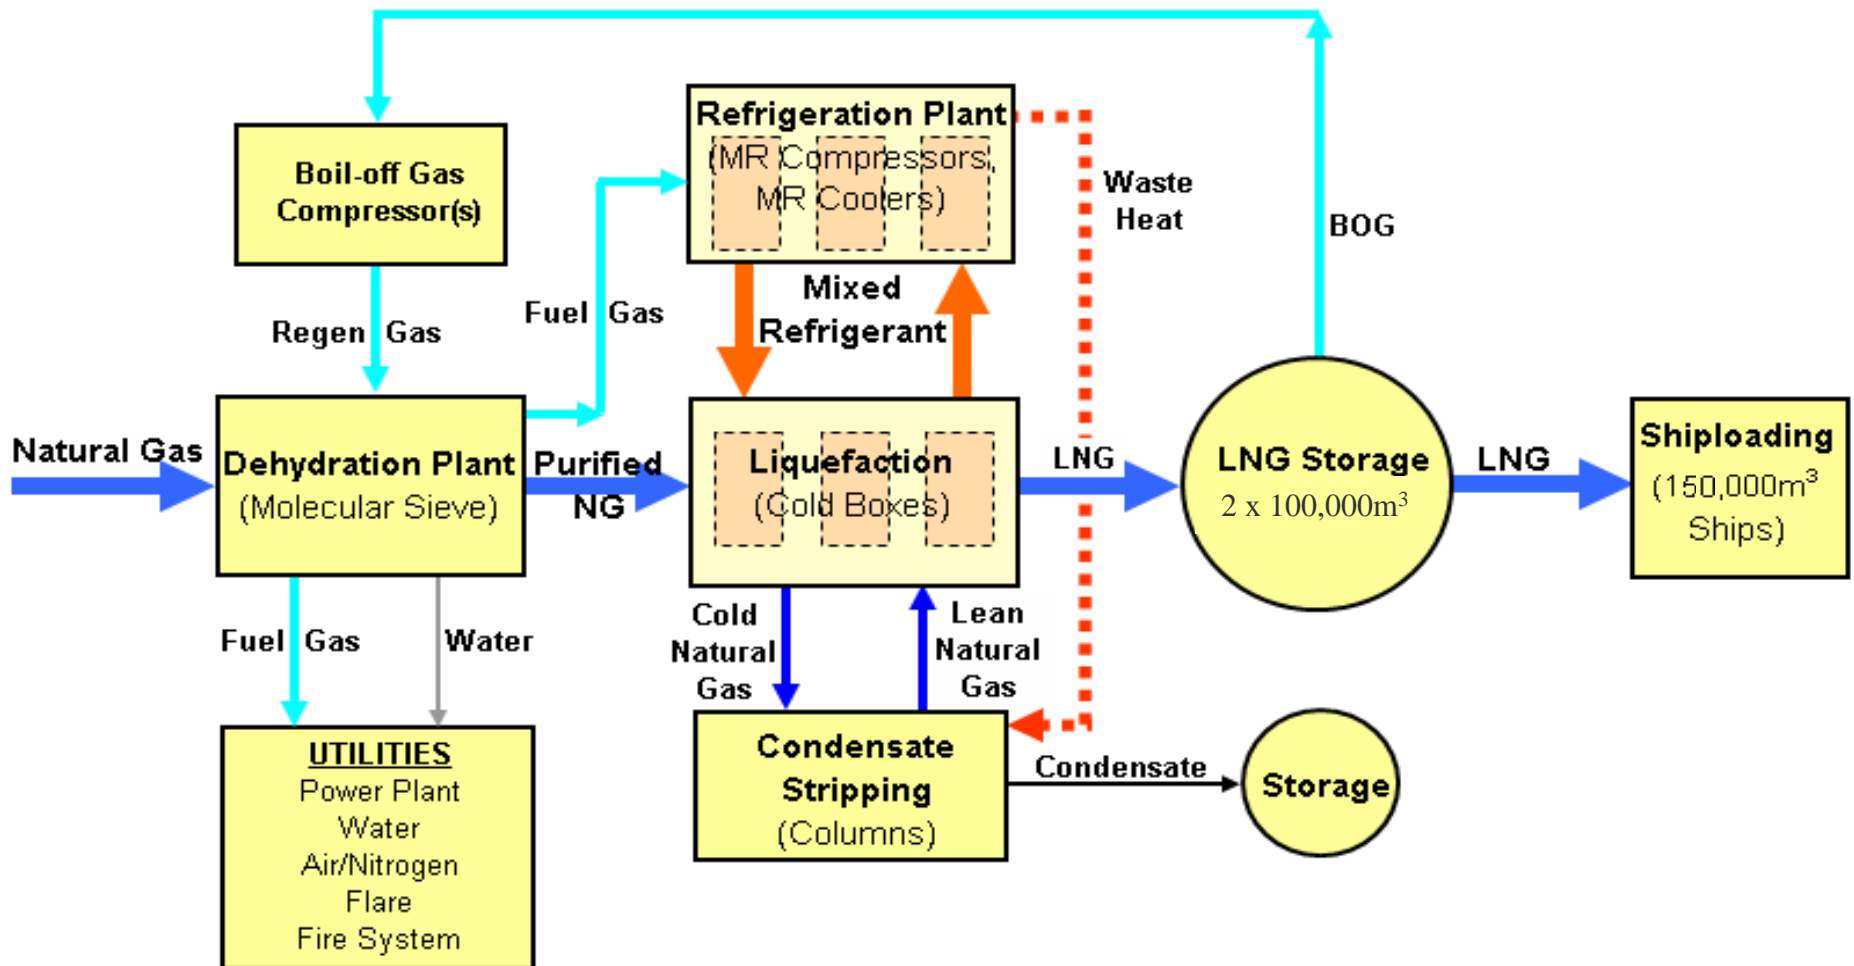 Boil-off Gas
Compressor(s)
Refrigeration Plant
(MR Compressors,
MR Coolers)
Waste
Heat
BOG
Regen Gas
Fuel Gas
Mixed
Refrigerant
Natural Gas
Dehydration Plant
(Molecular Sieve)
Purified
NG
Liquefaction
(Cold Boxes)
LNG
LNG Storage
2 x 100,000m³
LNG
Shiploading
(150,000m³
Ships)
Fuel Gas
Water
Cold
Natural
Gas
Lean
Natural
Gas
UTILITIES
Power Plant
Water
Air/Nitrogen
Flare
Fire System
Condensate
Stripping
(Columns)
Condensate
Storage